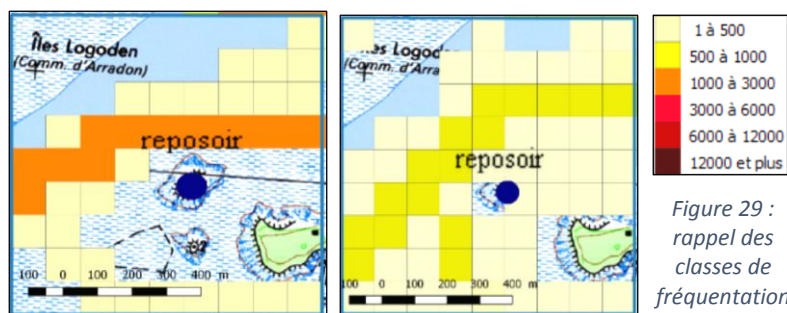 Îles Logoden
(Comm. d'Arradon)
reposoir
100 0 100 200 300 400 m
es Logod
Comm. d'Arra
reposoir
100 0 100 200 300 400 m
1 à 500
500 à 1000
1000 à 3000
3000 à 6000
6000 à 12000
12000 et plus
Figure 29 :
rappel des
classes de
fréquentation